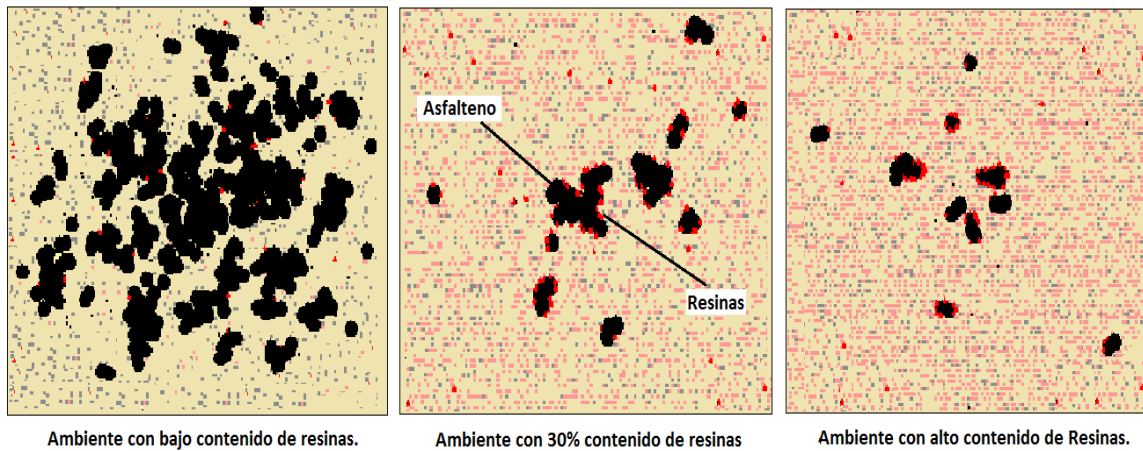 Asfalteno
Resinas
Ambiente con bajo contenido de resinas.
Ambiente con 30% contenido de resinas
Ambiente con alto contenido de Resinas.